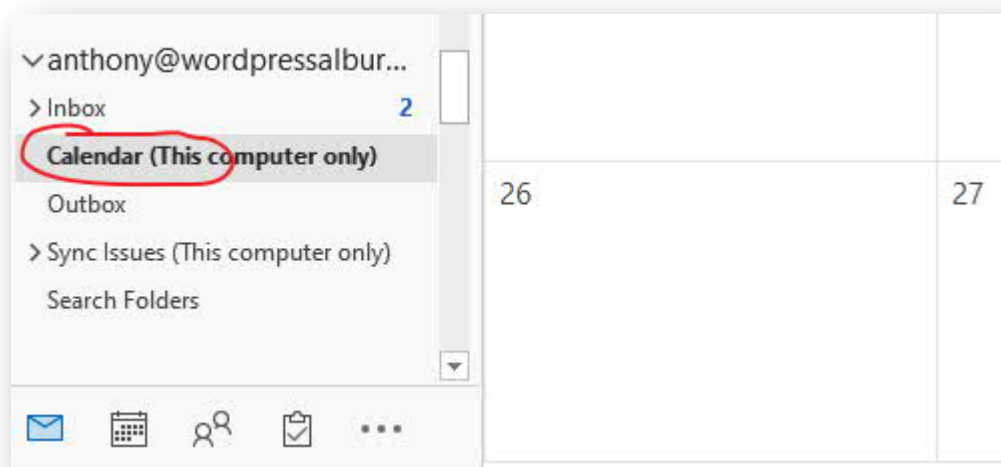 anthony@wordpressalbur...
Inbox 2
Calendar (This computer only)
Outbox
Sync Issues (This computer only)
Search Folders
26 27